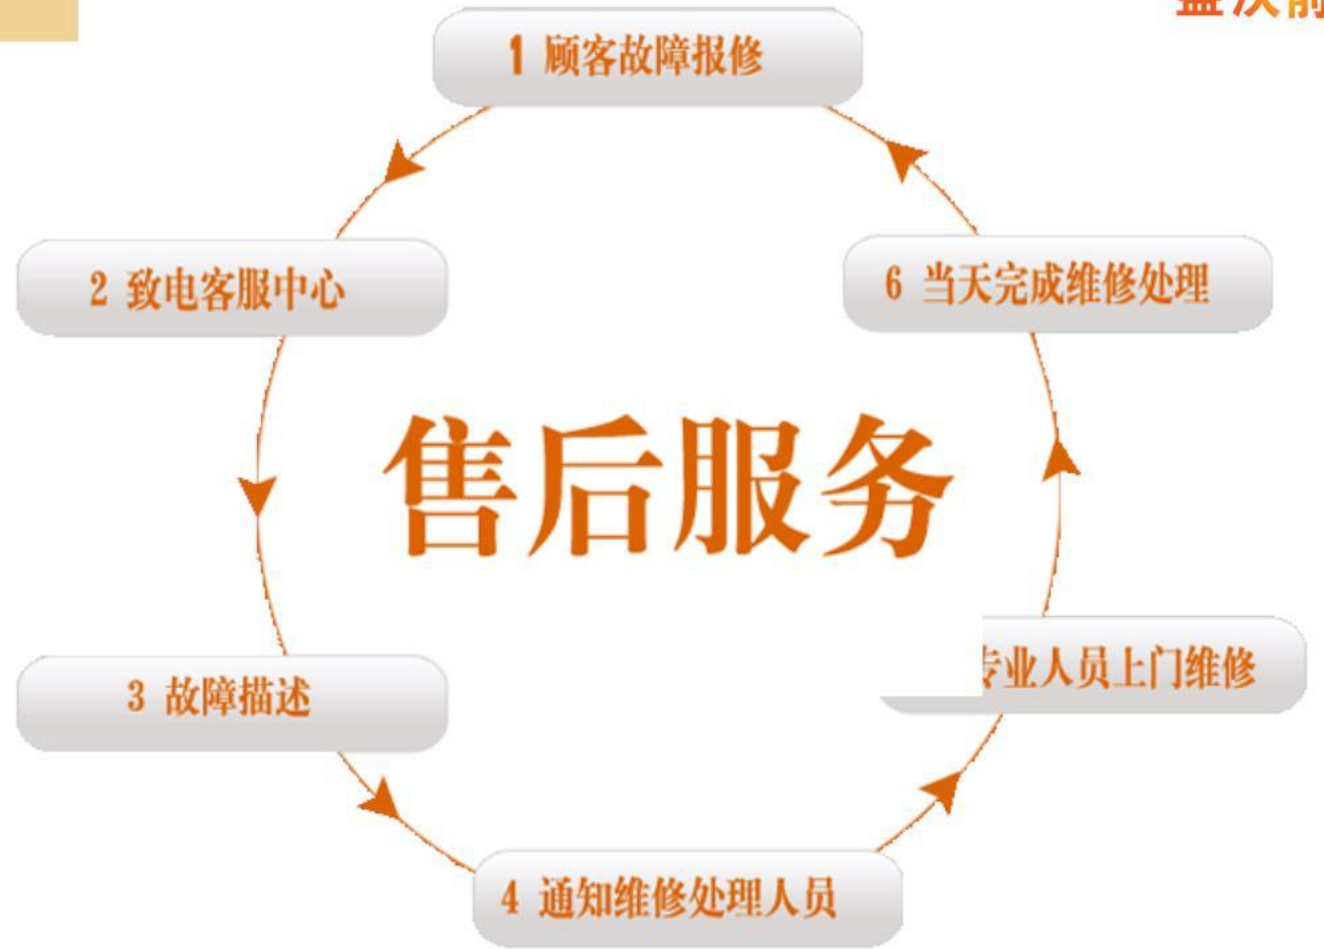 1 顾客故障报修
2 致电客服中心
6 当天完成维修处理
售后服务
3 故障描述
专业人员上门维修
4 通知维修处理人员